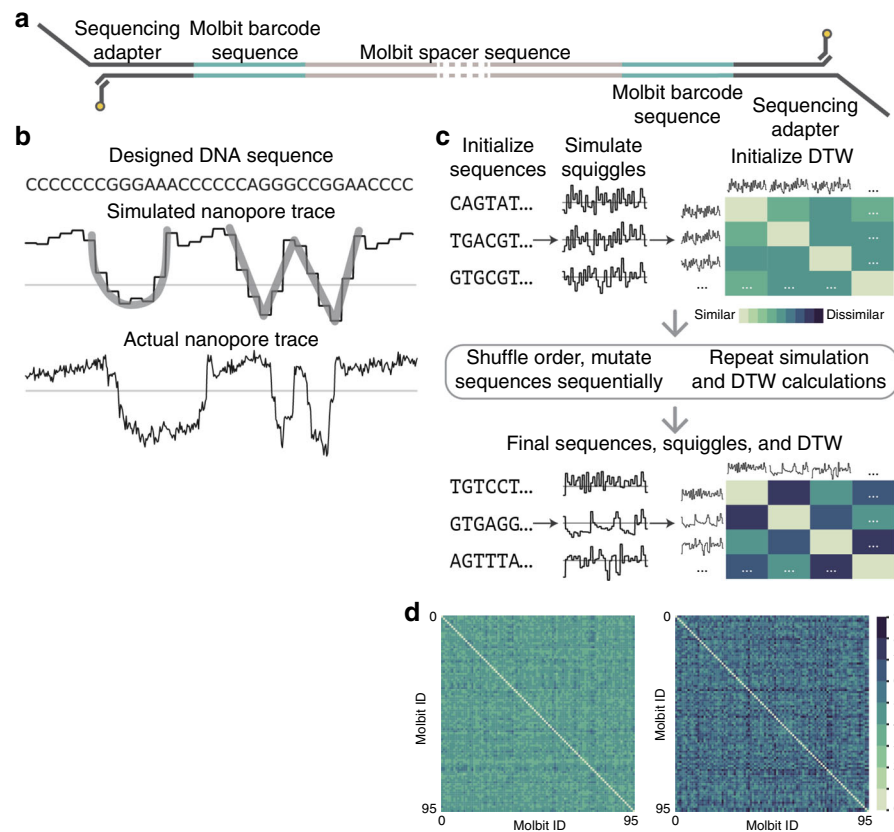 a
Sequencing
adapter
Molbit barcode
sequence
Molbit spacer sequence
Molbit barcode
sequence
Sequencing
adapter
b
Designed DNA sequence
CCCCCCCGGGAAACCCCCCAGGGCCGGAACCCC
Simulated nanopore trace
Actual nanopore trace
c
Initialize
sequences
Simulate
squiggles
Initialize DTW
CAGTAT...
TGACGT...
GTGCGT...
...
...
... ... ...
Similar
Dissimilar
Shuffle order, mutate
sequences sequentially
Repeat simulation
and DTW calculations
Final sequences, squiggles, and DTW
TGTCCT...
GTGAGG...
AGTTTA...
...
...
...
...
...
... ... ...
d
0
Molbit ID
95
0
Molbit ID
95
0
Molbit ID
95
0
Molbit ID
95